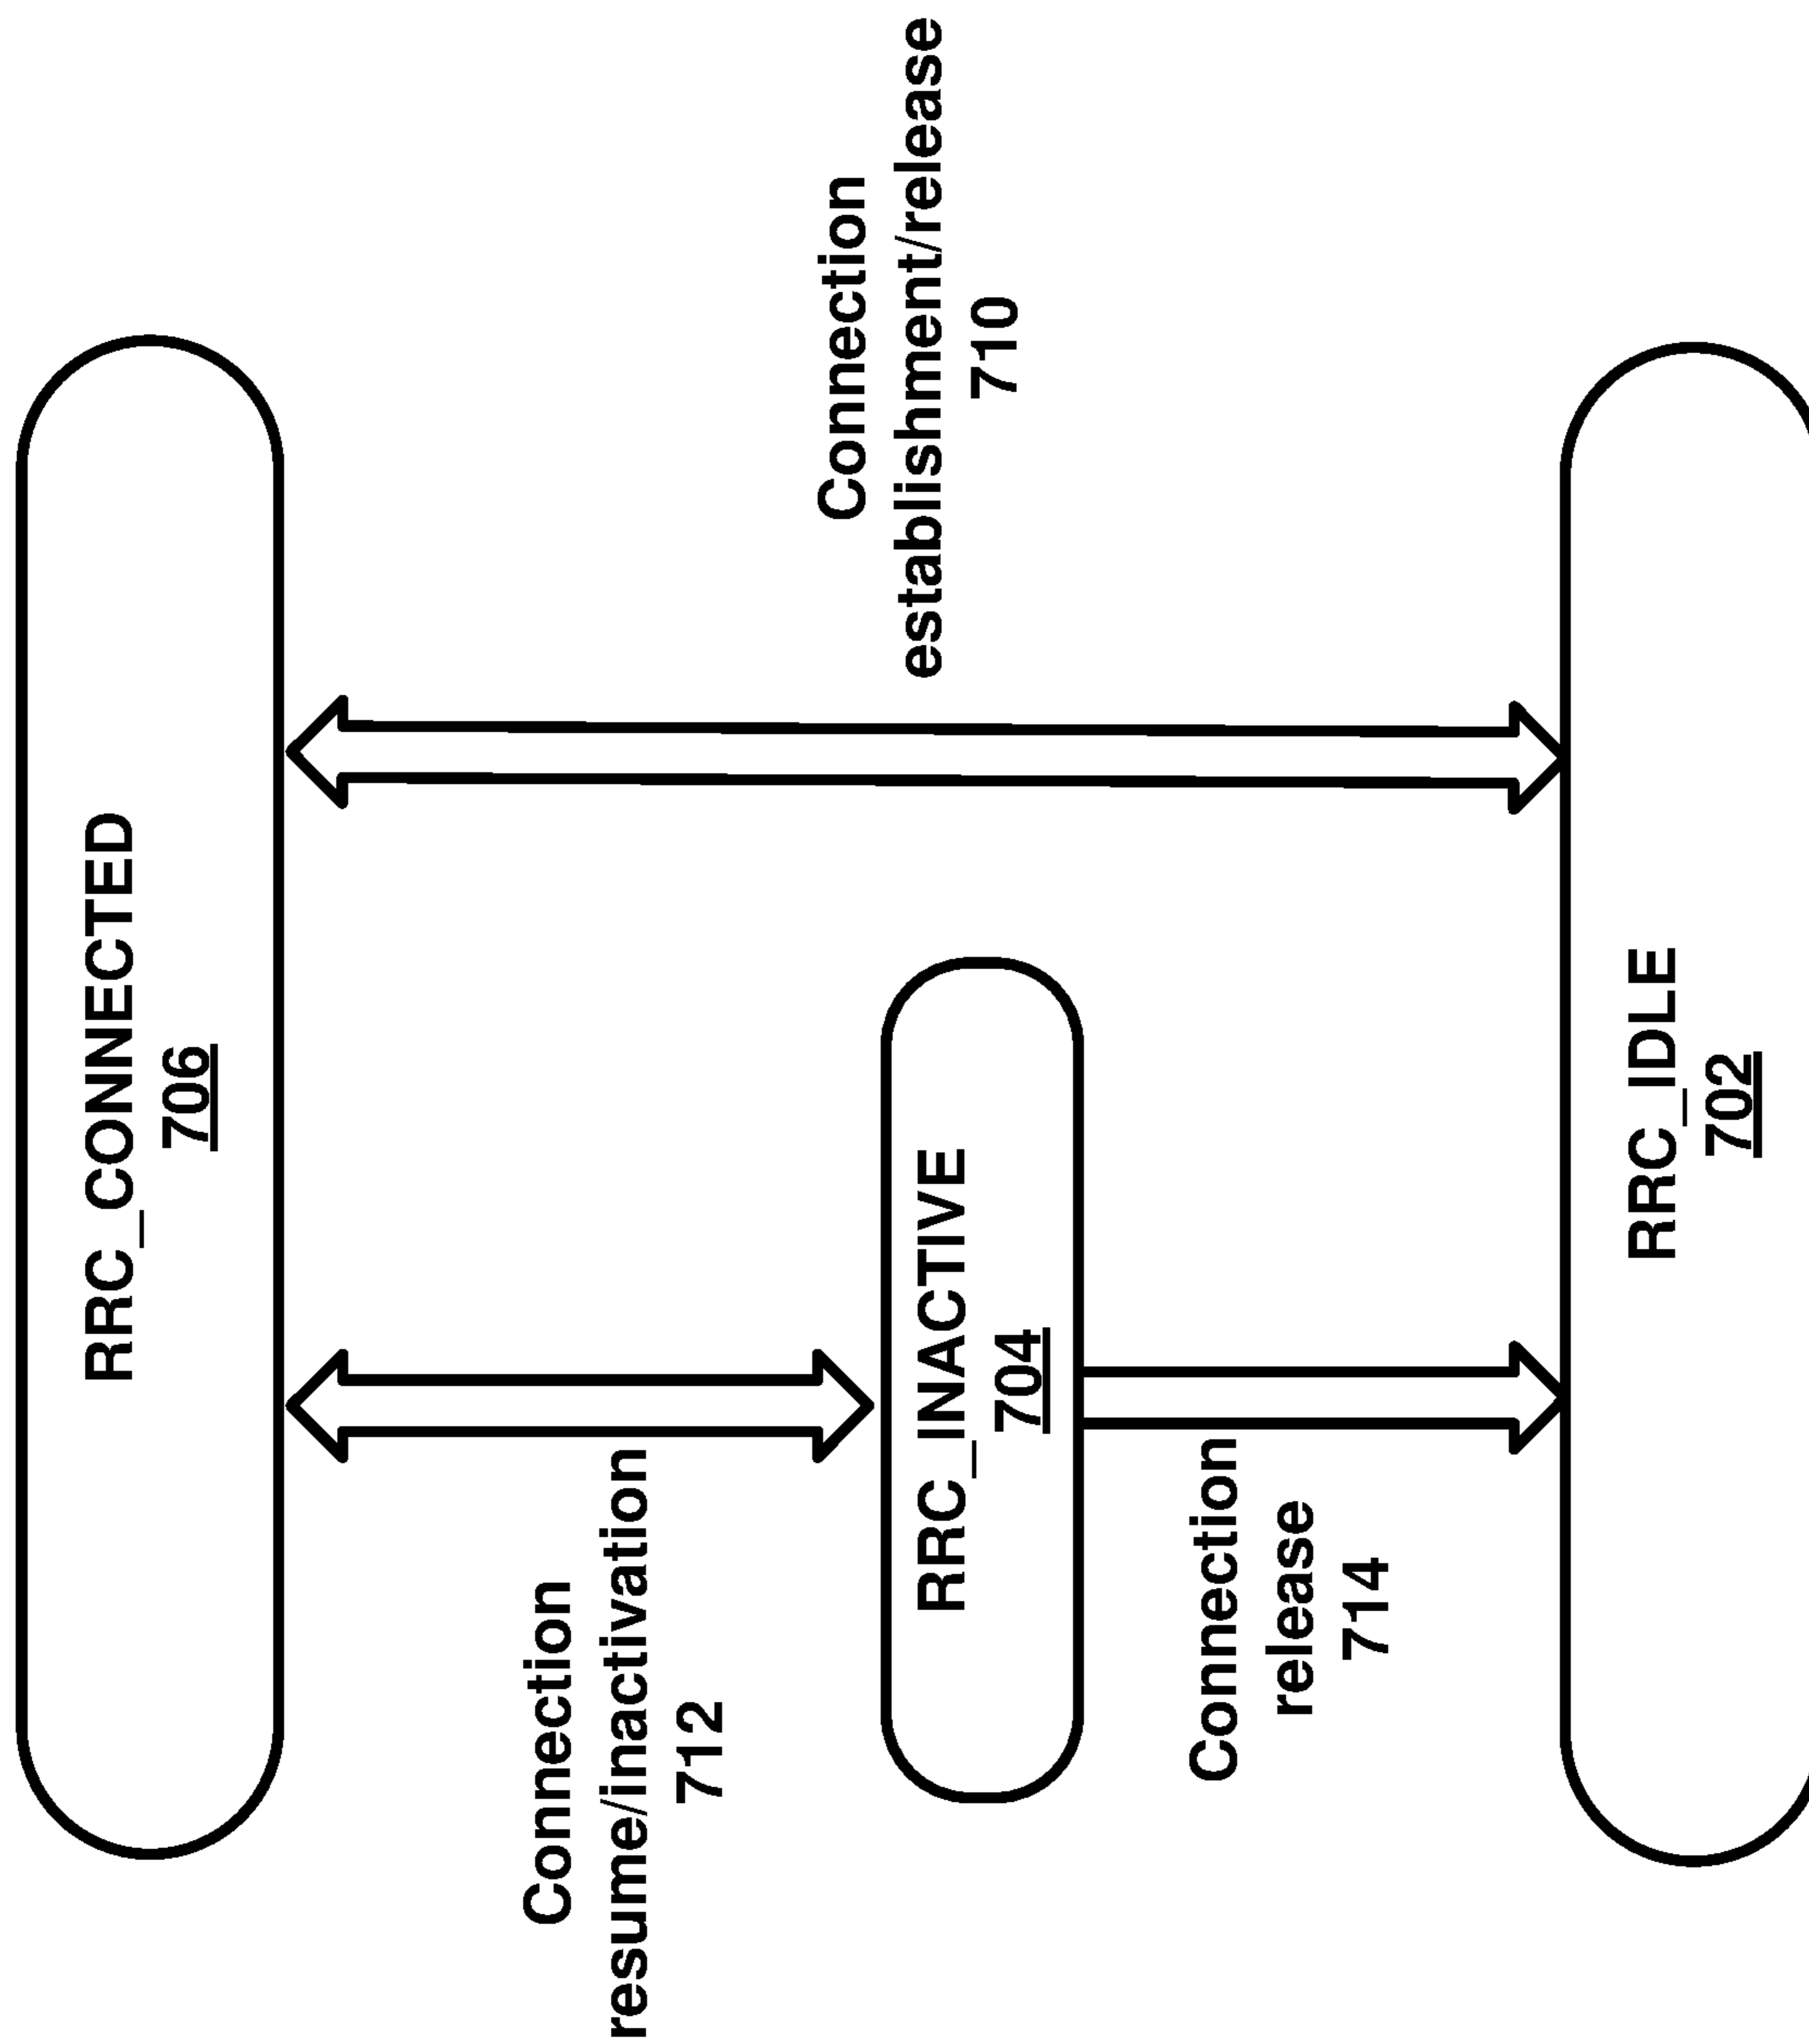 RRC_CONNECTED
706
Connection
resume/inactivation
712
Connection
establishment/release
710
RRC_INACTIVE
704
Connection
release
714
RRC_IDLE
702